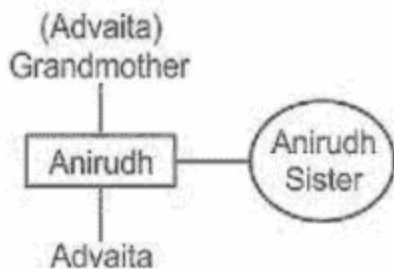 (Advaita)
Grandmother
Anirudh
Anirudh
Sister
Advaita